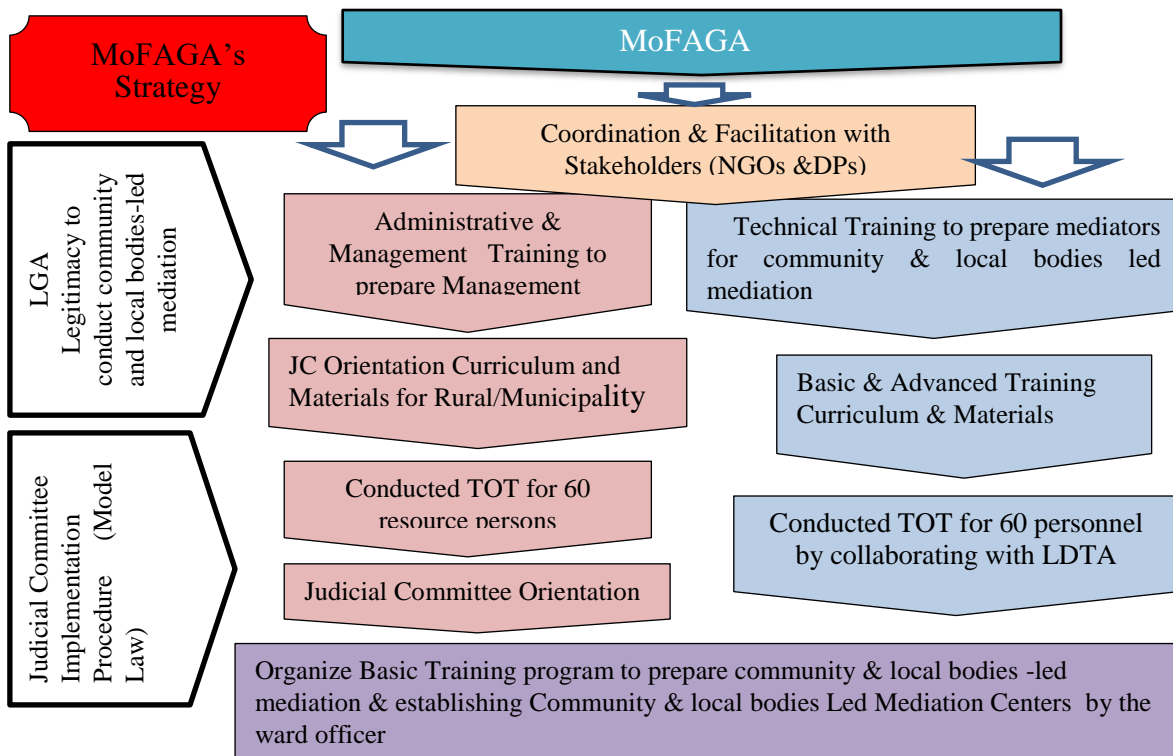 MoFAGA's
Strategy
MoFAGA
Coordination & Facilitation with
Stakeholders (NGOs &DPs)
LGA
Legitimacy to
conduct community
and local bodies-led
mediation
Administrative &
Management Training to
prepare Management
Technical Training to prepare mediators
for community & local bodies led
mediation
JC Orientation Curriculum and
Materials for Rural/Municipality
Basic & Advanced Training
Curriculum & Materials
Judicial Committee
Implementation
Procedure (Model
Law)
Conducted TOT for 60
resource persons
Conducted TOT for 60 personnel
by collaborating with LDTA
Judicial Committee Orientation
Organize Basic Training program to prepare community & local bodies -led
mediation & establishing Community & local bodies Led Mediation Centers by the
ward officer